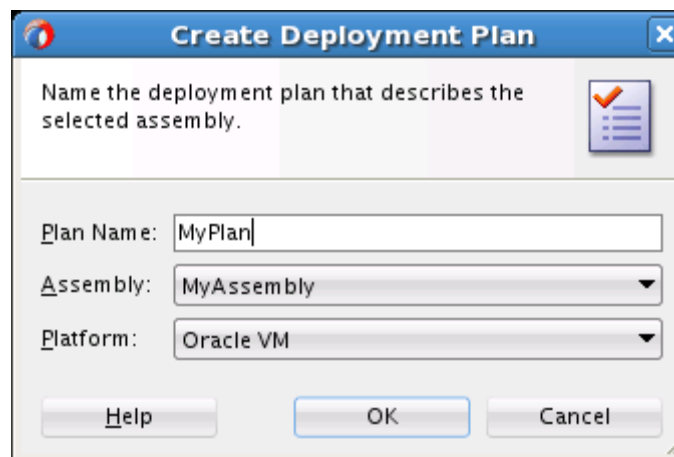 Create Deployment Plan
Name the deployment plan that describes the
selected assembly.
Plan Name: MyPlan
Assembly: MyAssembly
Platform: Oracle VM
Help OK Cancel